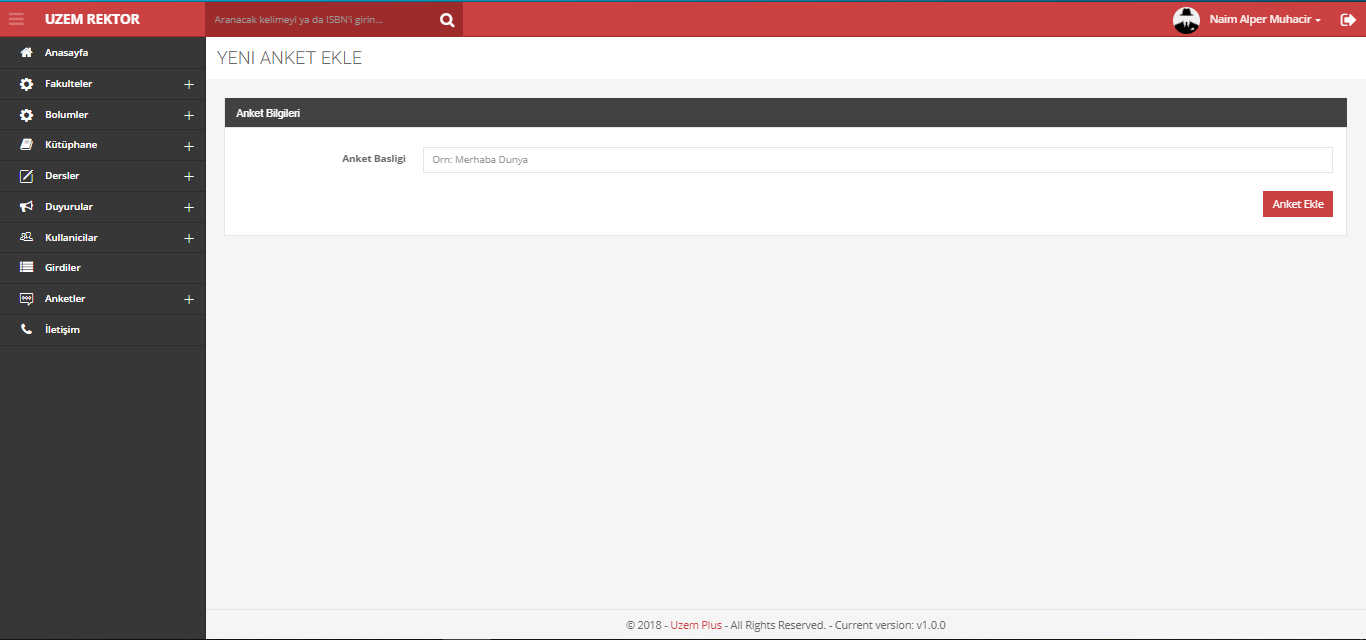 UZEM REKTOR
Aranacak kelimeyi ya da ISBN'i girin...
Naim Alper Muhacir
Anasayfa
Fakulteler
Bolumler
Kütüphane
Dersler
Duyurular
Kullanicilar
Girdiler
Anketler
İletişim
YENI ANKET EKLE
Anket Bilgileri
Anket Basligi
Orn: Merhaba Dunya
Anket Ekle
© 2018 - Uzem Plus - All Rights Reserved. - Current version: v1.0.0